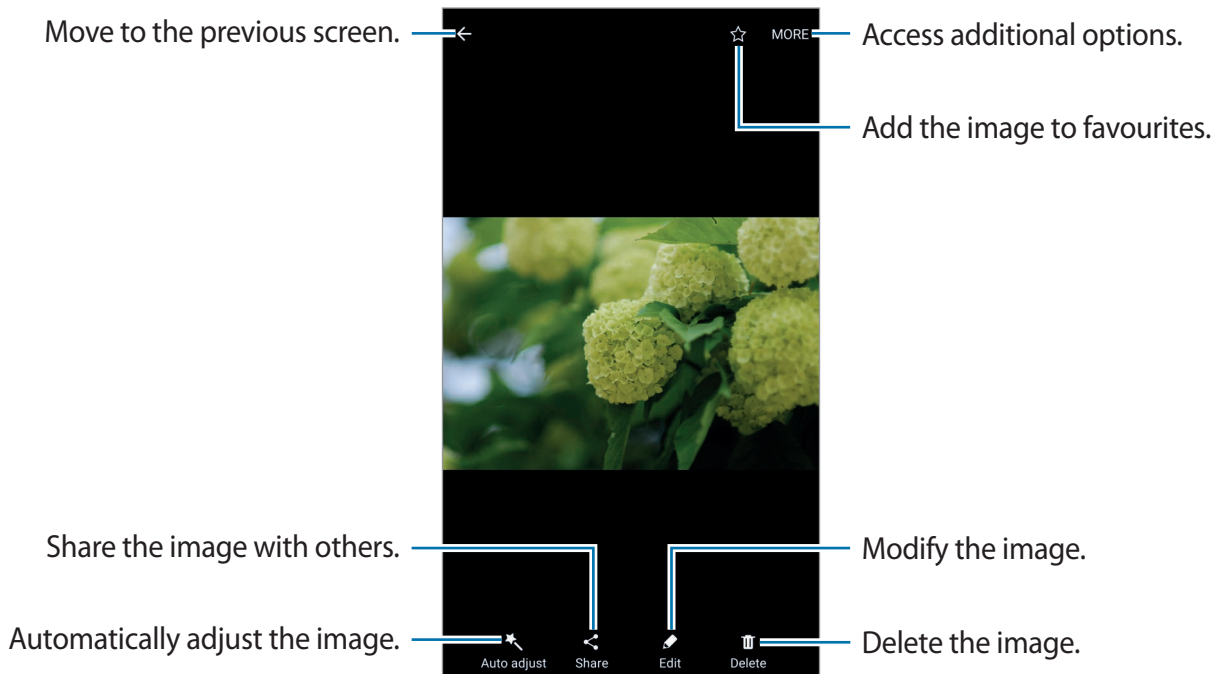 Move to the previous screen.
MORE
Access additional options.
Add the image to favourites.
Share the image with others.
Modify the image.
Automatically adjust the image.
Delete the image.
Auto adjust
Share
Edit
Delete